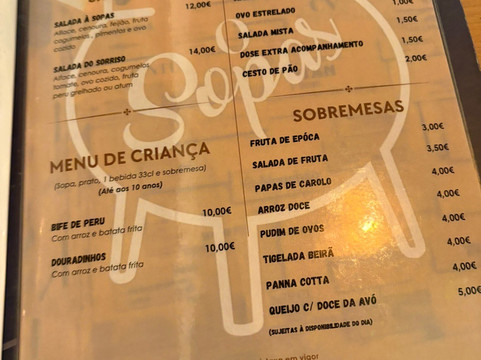 SALADA À SOPAS 12,00€
Alface, cenoura, feijão, fruta
cogumelos, pimentos e ovo
cozido
SALADA DO SORRISO 14,00€
Alface, cenoura, cogumelos
tomate, ovo cozido, fruta
peru grelhado ou atum
MENU DE CRIANÇA
(Sopa, prato, 1 bebida 33cl e sobremesa)
(Até aos 10 anos)
BIFE DE PERU 10,00€
Com arroz e batata frita
DOURADINHOS 10,00€
Com arroz e batata frita
Sopas
OVO ESTRELADO 1,00€
SALADA MISTA 1,50€
DOSE EXTRA ACOMPANHAMENTO 1,50€
CESTO DE PÃO 2,00€
SOBREMESAS
FRUTA DE EPÓCA 3,00€
SALADA DE FRUTA 3,50€
PAPAS DE CAROLO 4,00€
ARROZ DOCE 4,00€
PUDIM DE OVOS 4,00€
TIGELADA BEIRÃ 4,00€
PANNA COTTA 4,00€
QUEIJO C/ DOCE DA AVÓ 5,00€
(SUJEITAS À DISPONIBILIDADE DO DIA)
em vigor